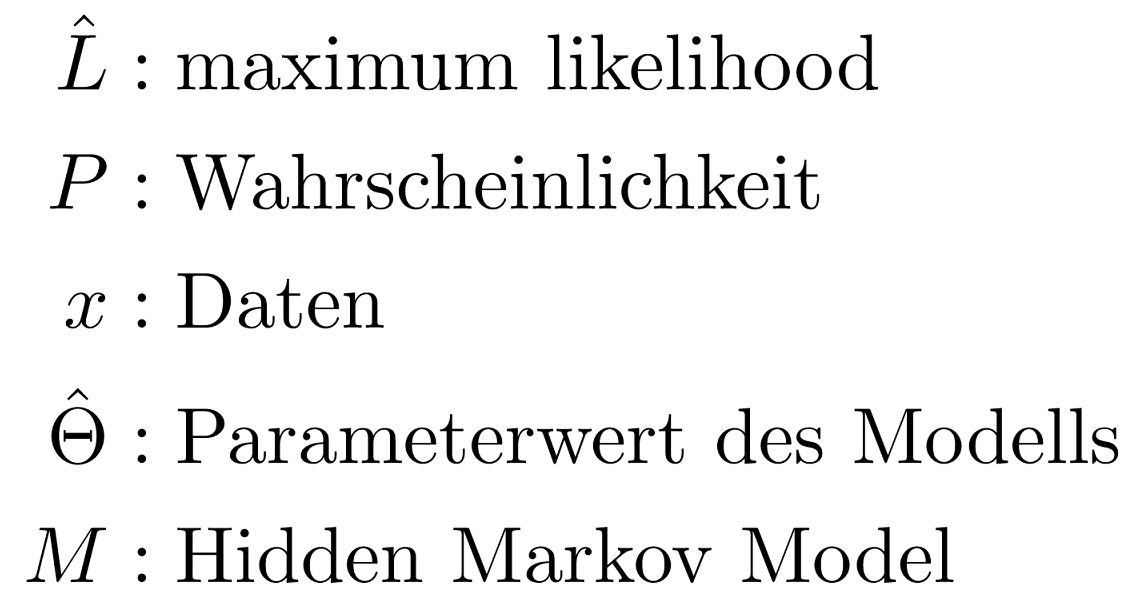 L̂ : maximum likelihood
P : Wahrscheinlichkeit
x : Daten
Θ̂ : Parameterwert des Modells
M : Hidden Markov Model